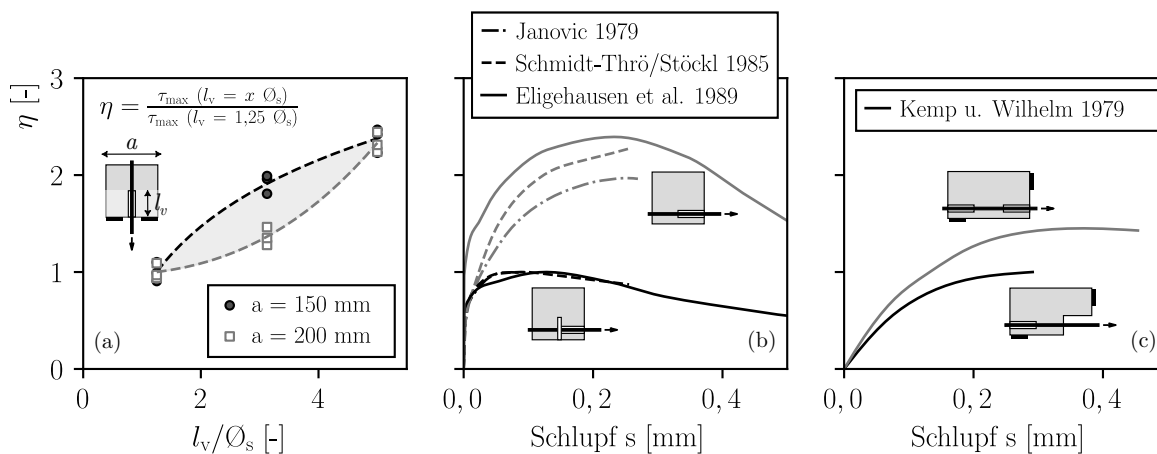 η [-]
3
2
1
0
η = τmax (lv = x Øs) / τmax (lv = 1,25 Øs)
a
lv
a = 150 mm
a = 200 mm
(a)
0
2
4
lv/Øs [-]
Janovic 1979
Schmidt-Thrö/Stöckl 1985
Eligehausen et al. 1989
(b)
0,0
0,2
0,4
Schlupf s [mm]
Kemp u. Wilhelm 1979
(c)
0,0
0,2
0,4
Schlupf s [mm]